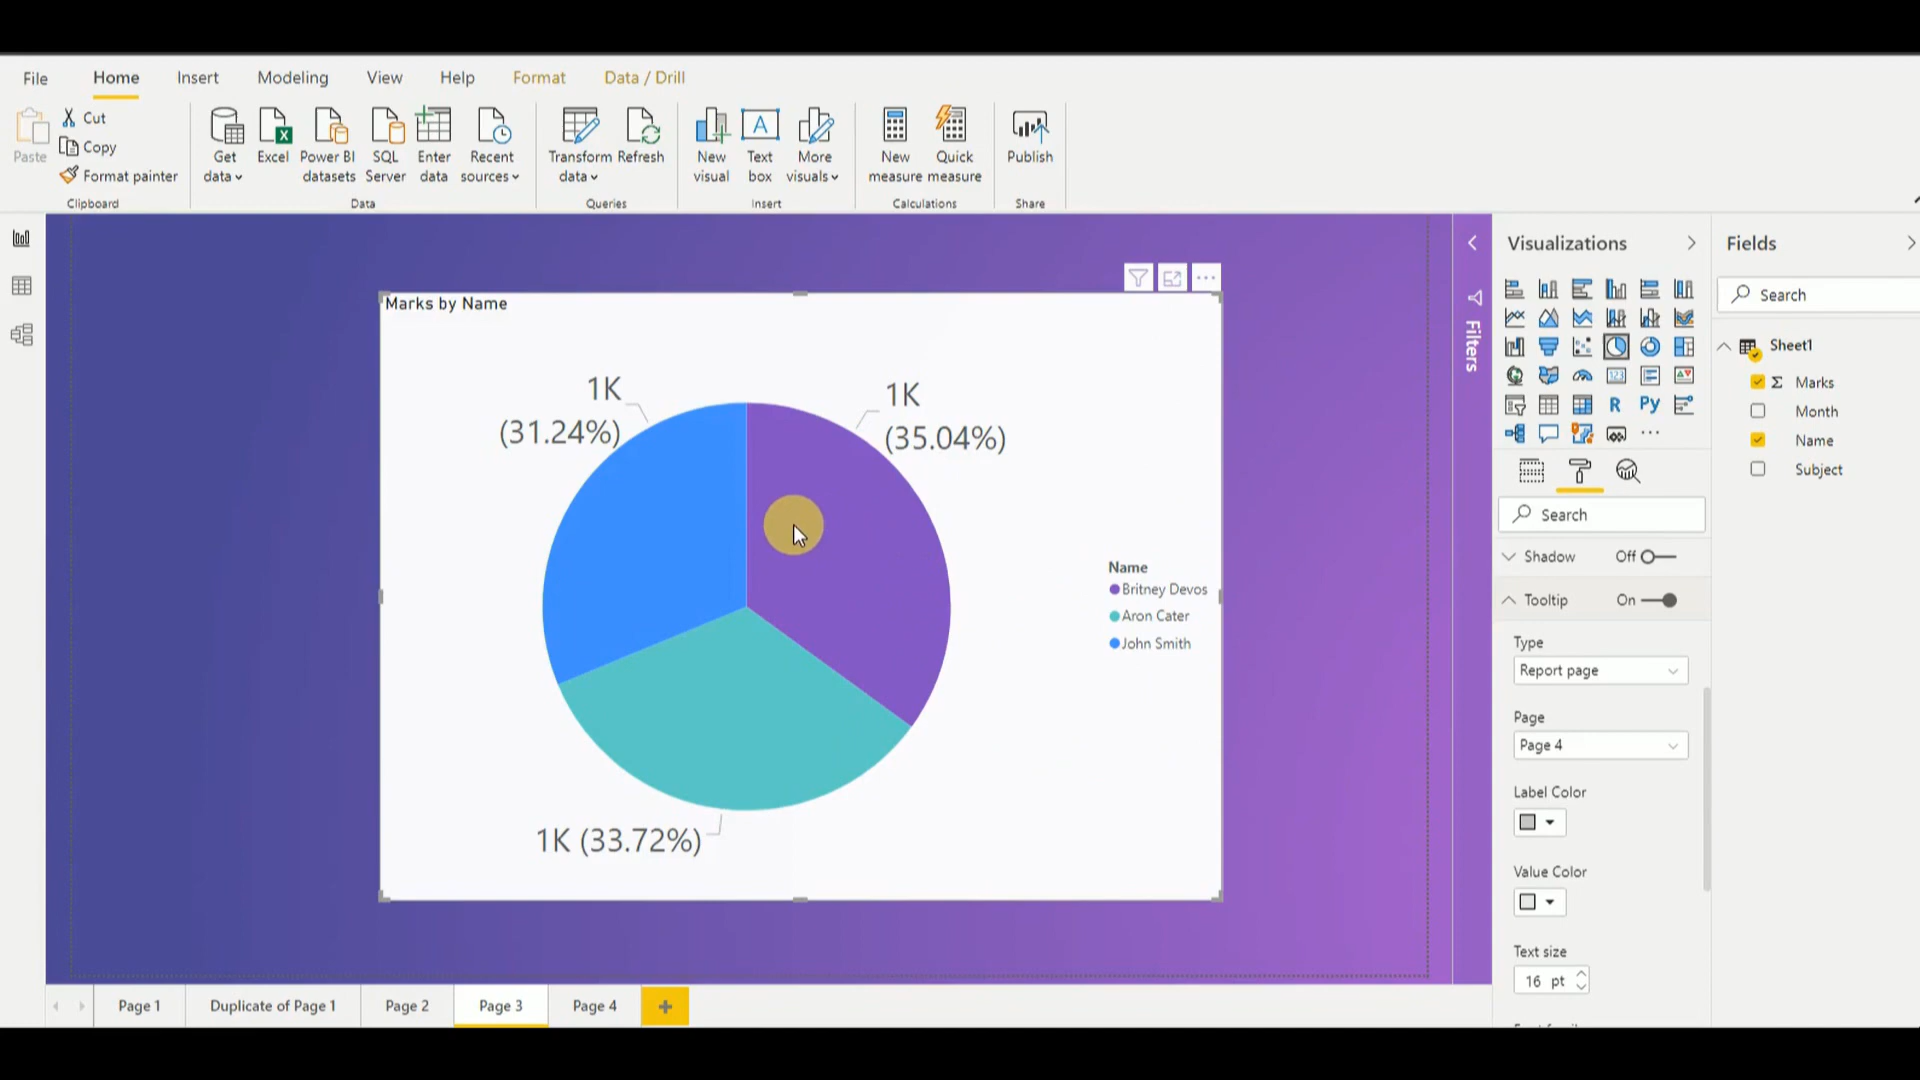 File Home Insert Modeling View Help Format Data / Drill
Paste
Cut
Copy
Format painter
Clipboard
Get data
Excel
Power BI datasets
SQL Server
Enter data
Recent sources
Data
Transform data
Refresh
Queries
New visual
Text box
More visuals
Insert
New measure
Quick measure
Calculations
Publish
Share
Marks by Name
1K
(31.24%)
1K
(35.04%)
1K (33.72%)
Name
Britney Devos
Aron Cater
John Smith
Filters
Visualizations
R
Py
123
Search
Shadow Off
Tooltip On
Type
Report page
Page
Page 4
Label Color
Value Color
Text size
16 pt
Fields
Search
Sheet1
Σ Marks
Month
Name
Subject
Page 1 Duplicate of Page 1 Page 2 Page 3 Page 4 +